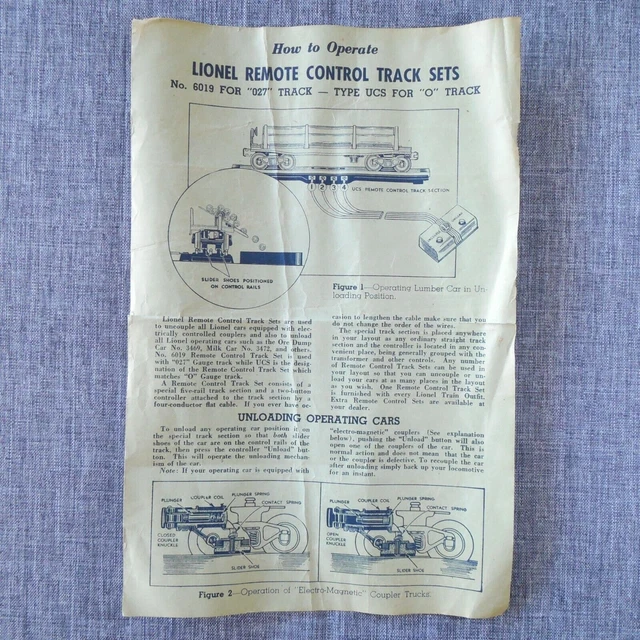 How to Operate
LIONEL REMOTE CONTROL TRACK SETS
No. 6019 FOR "027" TRACK — TYPE UCS FOR "O" TRACK
1 2 3 4
UCS REMOTE CONTROL TRACK SECTION
SLIDER SHOES POSITIONED
ON CONTROL RAILS
Figure 1—Operating Lumber Car in Un-
loading Position.
Lionel Remote Control Track Sets are used
to uncouple all Lionel cars equipped with elec-
trically controlled couplers and also to unload
all Lionel operating cars such as the Ore Dump
Car No. 3469, Milk Car No. 3472, and others.
No. 6019 Remote Control Track Set is used
with "027" Gauge track while UCS is the desig-
nation of the Remote Control Track Set which
matches "O" Gauge track.
A Remote Control Track Set consists of a
special five-rail track section and a two-button
controller attached to the track section by a
four-conductor flat cable. If you ever have oc-
casion to lengthen the cable make sure that you
do not change the order of the wires.
The special track section is placed anywhere
in your layout as any ordinary straight track
section and the controller is located in any con-
venient place, being generally grouped with the
transformer and other controls. Any number
of Remote Control Track Sets can be used in
your layout so that you can uncouple or un-
load your cars at as many places in the layout
as you wish. One Remote Control Track Set
is furnished with every Lionel Train Outfit.
Extra Remote Control Sets are available at
your dealer.
UNLOADING OPERATING CARS
To unload any operating car position it on
the special track section so that both slider
shoes of the car are on the control rails of the
track, then press the controller "Unload" but-
ton. This will operate the unloading mechan-
ism of the car.
Note: If your operating car is equipped with
"electro-magnetic" couplers (See explanation
below), pushing the "Unload" button will also
open one of the couplers of the car. This is
normal action and does not mean that the car
or the coupler is defective. To recouple the car
after unloading simply back up your locomotive
for an instant.
PLUNGER COUPLER COIL PLUNGER SPRING
CONTACT SPRING
CLOSED
COUPLER
KNUCKLE
SLIDER SHOE
PLUNGER COUPLER COIL PLUNGER SPRING
CONTACT SPRING
OPEN
COUPLER
KNUCKLE
SLIDER SHOE
Figure 2—Operation of "Electro-Magnetic" Coupler Trucks.